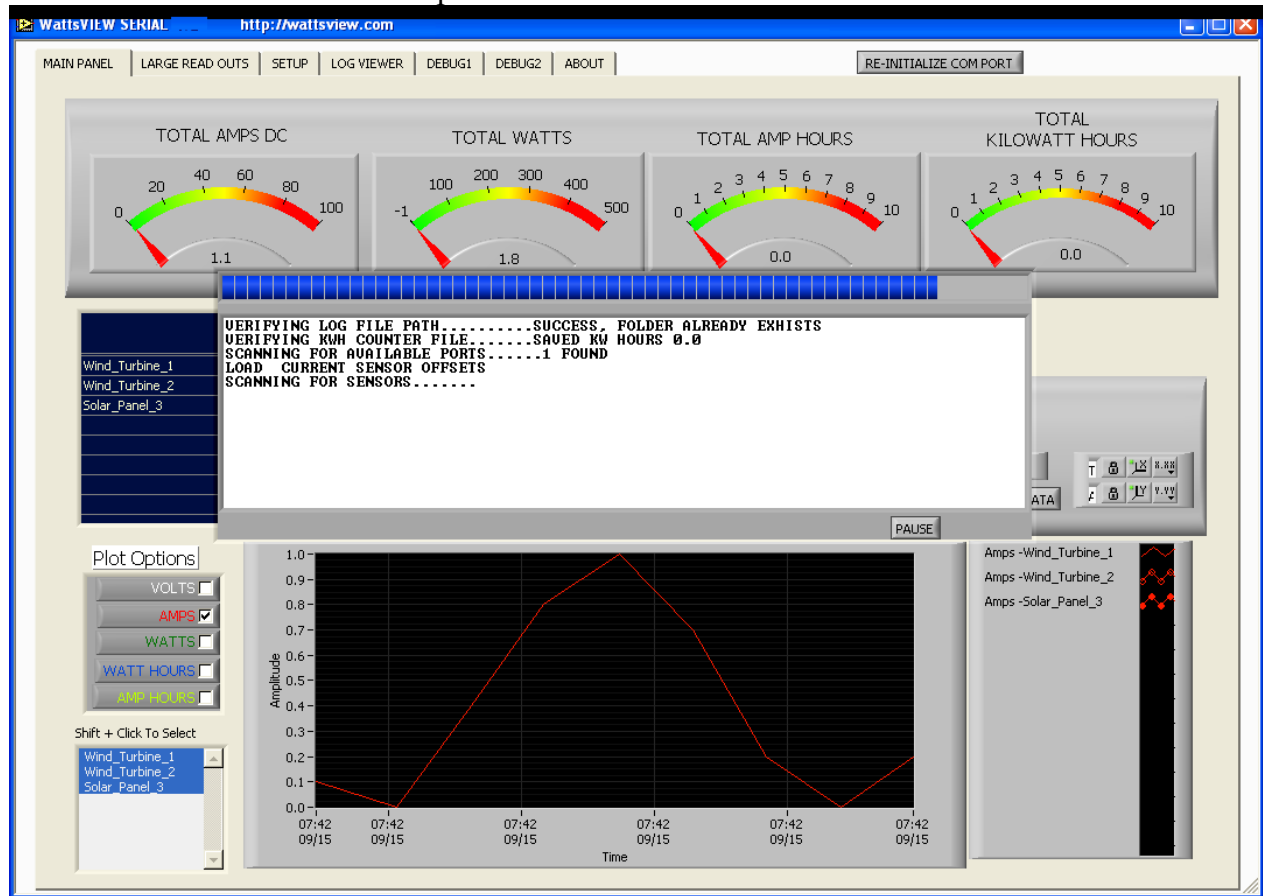 WattsVIEW SERIAL http://wattsview.com
MAIN PANEL LARGE READ OUTS SETUP LOG VIEWER DEBUG1 DEBUG2 ABOUT RE-INITIALIZE COM PORT
TOTAL AMPS DC
0 20 40 60 80 100
1.1
TOTAL WATTS
-1 100 200 300 400 500
1.8
TOTAL AMP HOURS
0 1 2 3 4 5 6 7 8 9 10
0.0
TOTAL
KILOWATT HOURS
0 1 2 3 4 5 6 7 8 9 10
0.0
VERIFYING LOG FILE PATH..........SUCCESS, FOLDER ALREADY EXHISTS
VERIFYING KWH COUNTER FILE.......SAVED KW HOURS 0.0
SCANNING FOR AVAILABLE PORTS......1 FOUND
LOAD CURRENT SENSOR OFFSETS
SCANNING FOR SENSORS.......
PAUSE
Wind_Turbine_1
Wind_Turbine_2
Solar_Panel_3
T X X.XX
ATA Y Y.YY
Plot Options
VOLTS
AMPS
WATTS
WATT HOURS
AMP HOURS
Shift + Click To Select
Wind_Turbine_1
Wind_Turbine_2
Solar_Panel_3
Amplitude
1.0
0.9
0.8
0.7
0.6
0.5
0.4
0.3
0.2
0.1
0.0
07:42 07:42 07:42 07:42 07:42 07:42
09/15 09/15 09/15 09/15 09/15 09/15
Time
Amps -Wind_Turbine_1
Amps -Wind_Turbine_2
Amps -Solar_Panel_3